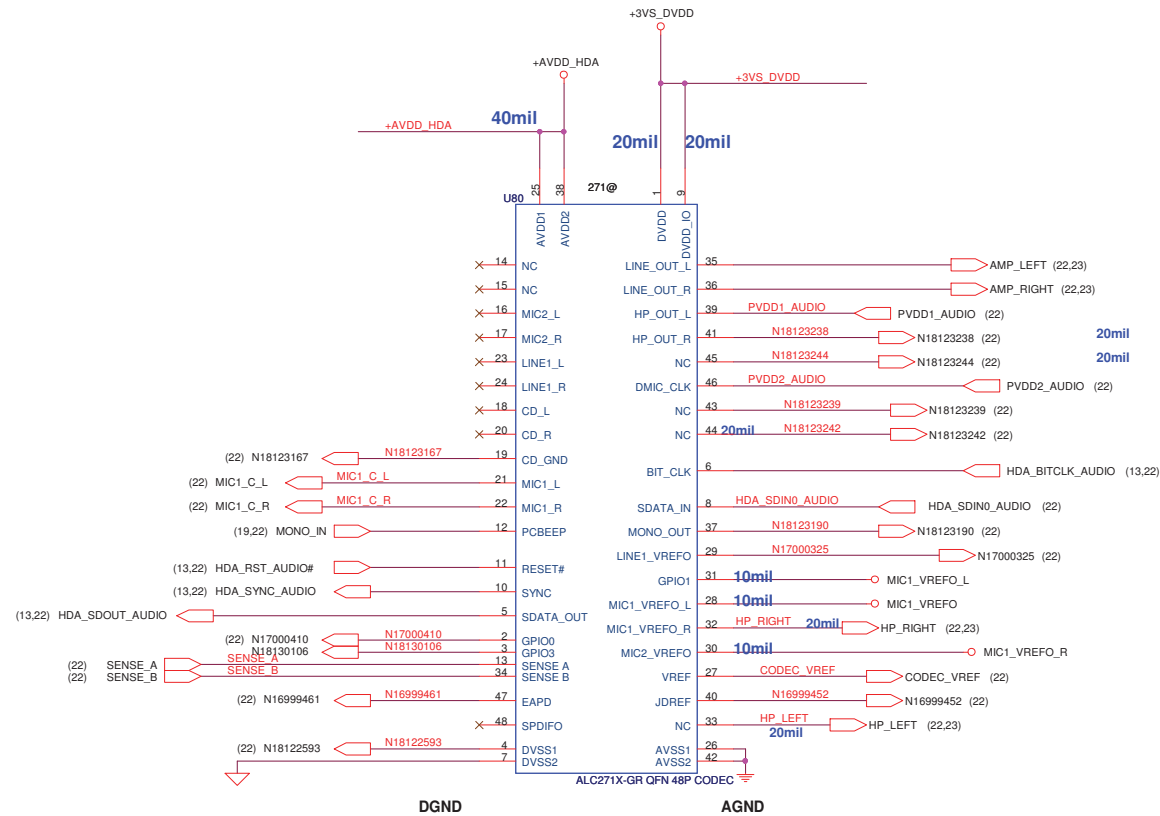 +3VS_DVDD
+AVDD_HDA
+3VS_DVDD
40mil
+AVDD_HDA
20mil 20mil
25 38 271@ 1 9
U80
AVDD1 AVDD2 DVDD DVDD_IO
14 NC
15 NC
16 MIC2_L
17 MIC2_R
23 LINE1_L
24 LINE1_R
18 CD_L
20 CD_R
(22) N18123167 N18123167 19 CD_GND
(22) MIC1_C_L MIC1_C_L 21 MIC1_L
(22) MIC1_C_R MIC1_C_R 22 MIC1_R
(19,22) MONO_IN 12 PCBEEP
(13,22) HDA_RST_AUDIO# 11 RESET#
(13,22) HDA_SYNC_AUDIO 10 SYNC
(13,22) HDA_SDOUT_AUDIO 5 SDATA_OUT
(22) N17000410 N17000410 2 GPIO0
N18130106 N18130106 3 GPIO3
(22) SENSE_A SENSE_A 13 SENSE A
(22) SENSE_B SENSE_B 34 SENSE B
(22) N16999461 N16999461 47 EAPD
48 SPDIFO
(22) N18122593 N18122593 4 DVSS1
7 DVSS2
LINE_OUT_L 35 AMP_LEFT (22,23)
LINE_OUT_R 36 AMP_RIGHT (22,23)
HP_OUT_L 39 PVDD1_AUDIO PVDD1_AUDIO (22)
HP_OUT_R 41 N18123238 N18123238 (22) 20mil
NC 45 N18123244 N18123244 (22) 20mil
DMIC_CLK 46 PVDD2_AUDIO PVDD2_AUDIO (22)
NC 43 N18123239 N18123239 (22)
NC 44 20mil N18123242 N18123242 (22)
BIT_CLK 6 HDA_BITCLK_AUDIO (13,22)
SDATA_IN 8 HDA_SDIN0_AUDIO HDA_SDIN0_AUDIO (22)
MONO_OUT 37 N18123190 N18123190 (22)
LINE1_VREFO 29 N17000325 N17000325 (22)
GPIO1 31 10mil MIC1_VREFO_L
MIC1_VREFO_L 28 10mil MIC1_VREFO
MIC1_VREFO_R 32 HP_RIGHT 20mil HP_RIGHT (22,23)
MIC2_VREFO 30 10mil MIC1_VREFO_R
VREF 27 CODEC_VREF CODEC_VREF (22)
JDREF 40 N16999452 N16999452 (22)
NC 33 HP_LEFT HP_LEFT (22,23)
20mil
AVSS1 26
AVSS2 42
ALC271X-GR QFN 48P CODEC
DGND AGND